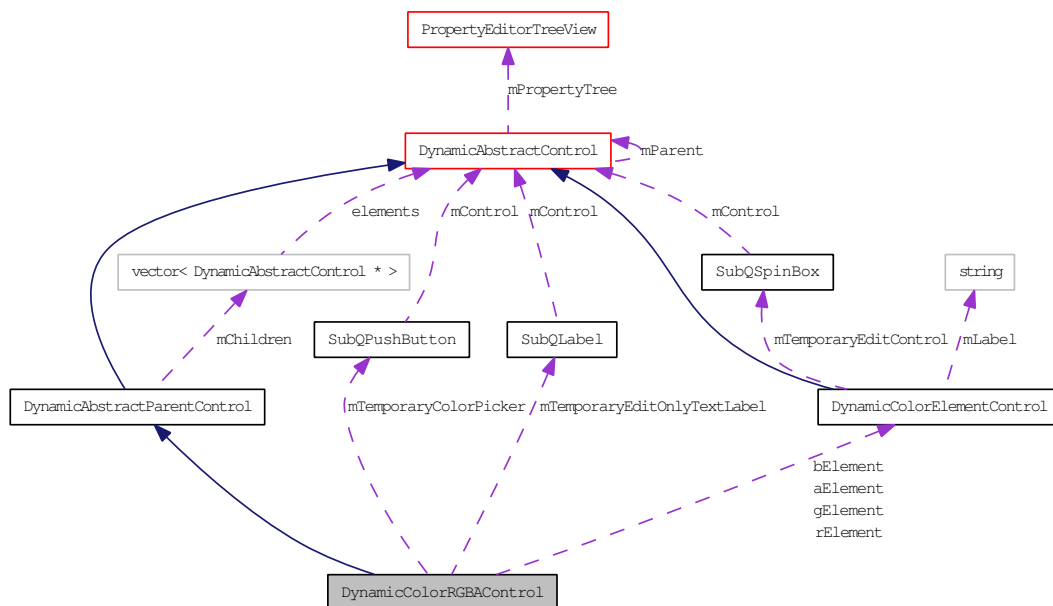 PropertyEditorTreeView
mPropertyTree
DynamicAbstractControl
mParent
elements
mControl
mControl
mControl
vector< DynamicAbstractControl * >
SubQSpinBox
string
mChildren
SubQPushButton
SubQLabel
mTemporaryEditControl
mLabel
DynamicAbstractParentControl
mTemporaryColorPicker
mTemporaryEditOnlyTextLabel
DynamicColorElementControl
bElement
aElement
gElement
rElement
DynamicColorRGBAControl